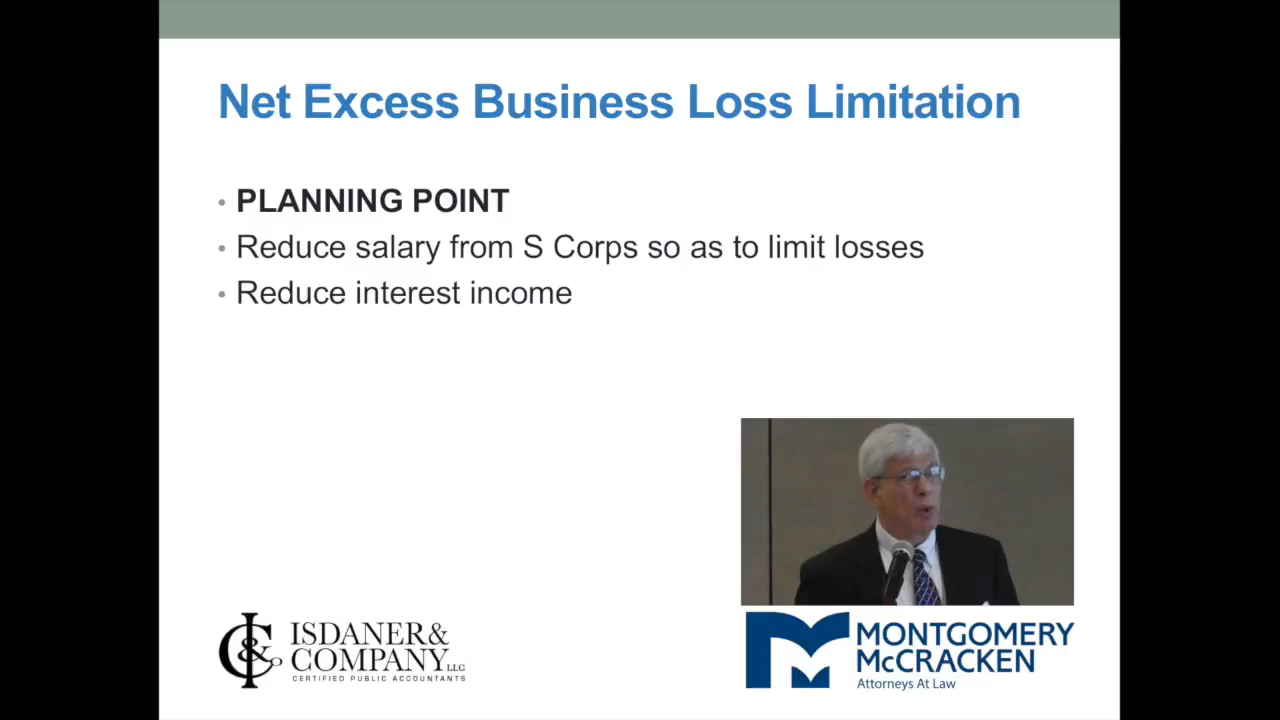 Net Excess Business Loss Limitation
• PLANNING POINT
• Reduce salary from S Corps so as to limit losses
• Reduce interest income
ISDANER&
COMPANY LLC
CERTIFIED PUBLIC ACCOUNTANTS
MONTGOMERY
McCRACKEN
Attorneys At Law